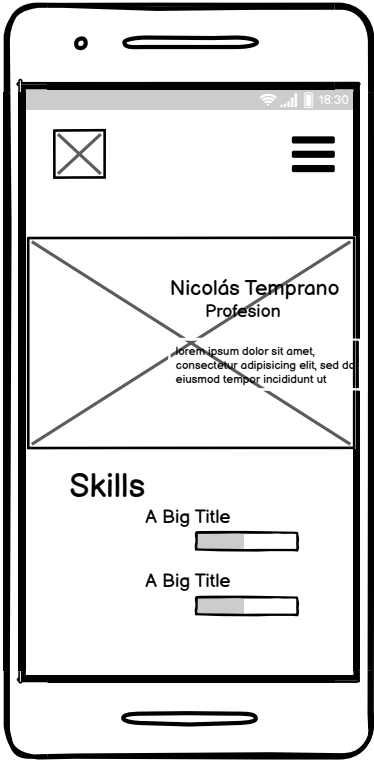 18:30
Nicolás Temprano
Profesion
lorem ipsum dolor sit amet,
consectetur adipisicing elit, sed do
eiusmod tempor incididunt ut
Skills
A Big Title
A Big Title